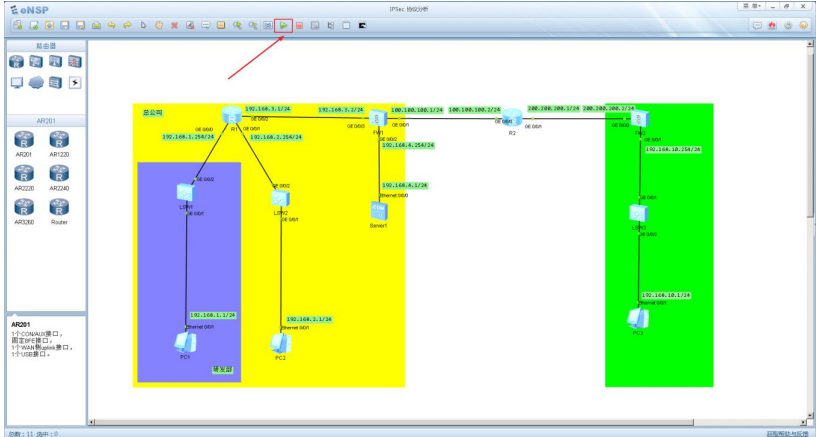 eNSP
IPSec 协议分析
菜 单
路由器
AR201
AR201
AR1220
AR2220
AR2240
AR3260
Router
AR201
1个CON/AUX接口,
固定8FE接口,
1个WAN侧uplink接口,
1个USB接口。
总公司
192.168.3.1/24
192.168.3.2/24
100.100.100.1/24
100.100.100.2/24
200.200.200.1/24
200.200.200.2/24
R1
GE 0/0/2
GE 0/0/0
GE 0/0/1
192.168.1.254/24
192.168.2.254/24
GE 0/0/0
FW1
GE 0/0/1
GE 0/0/2
192.168.4.254/24
GE 0/0/0
R2
GE 0/0/1
GE 0/0/0
FW2
192.168.10.254/24
GE 0/0/2
LSW1
GE 0/0/1
GE 0/0/2
LSW2
GE 0/0/1
192.168.4.1/24
Ethernet 0/0/0
Server1
GE 0/0/1
GE 0/0/2
192.168.1.1/24
Ethernet 0/0/1
PC1
192.168.2.1/24
Ethernet 0/0/1
PC2
192.168.10.1/24
Ethernet 0/0/1
PC3
研发部
总数:11 选中:0
获取帮助与反馈